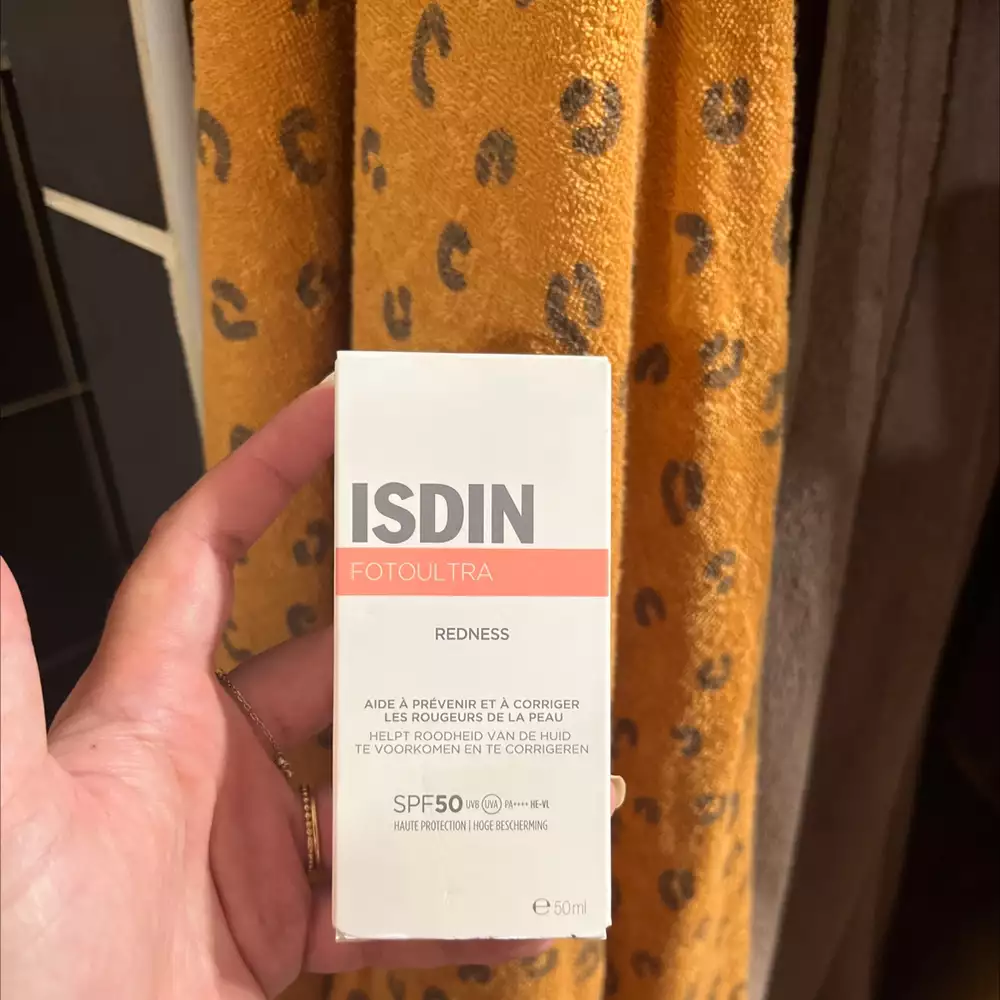 ISDIN
FOTOULTRA
REDNESS
AIDE À PRÉVENIR ET À CORRIGER
LES ROUGEURS DE LA PEAU
HELPT ROODHEID VAN DE HUID
TE VOORKOMEN EN TE CORRIGEREN
SPF50 UVB UVA PA++++ HE-VL
HAUTE PROTECTION | HOGE BESCHERMING
℮ 50ml